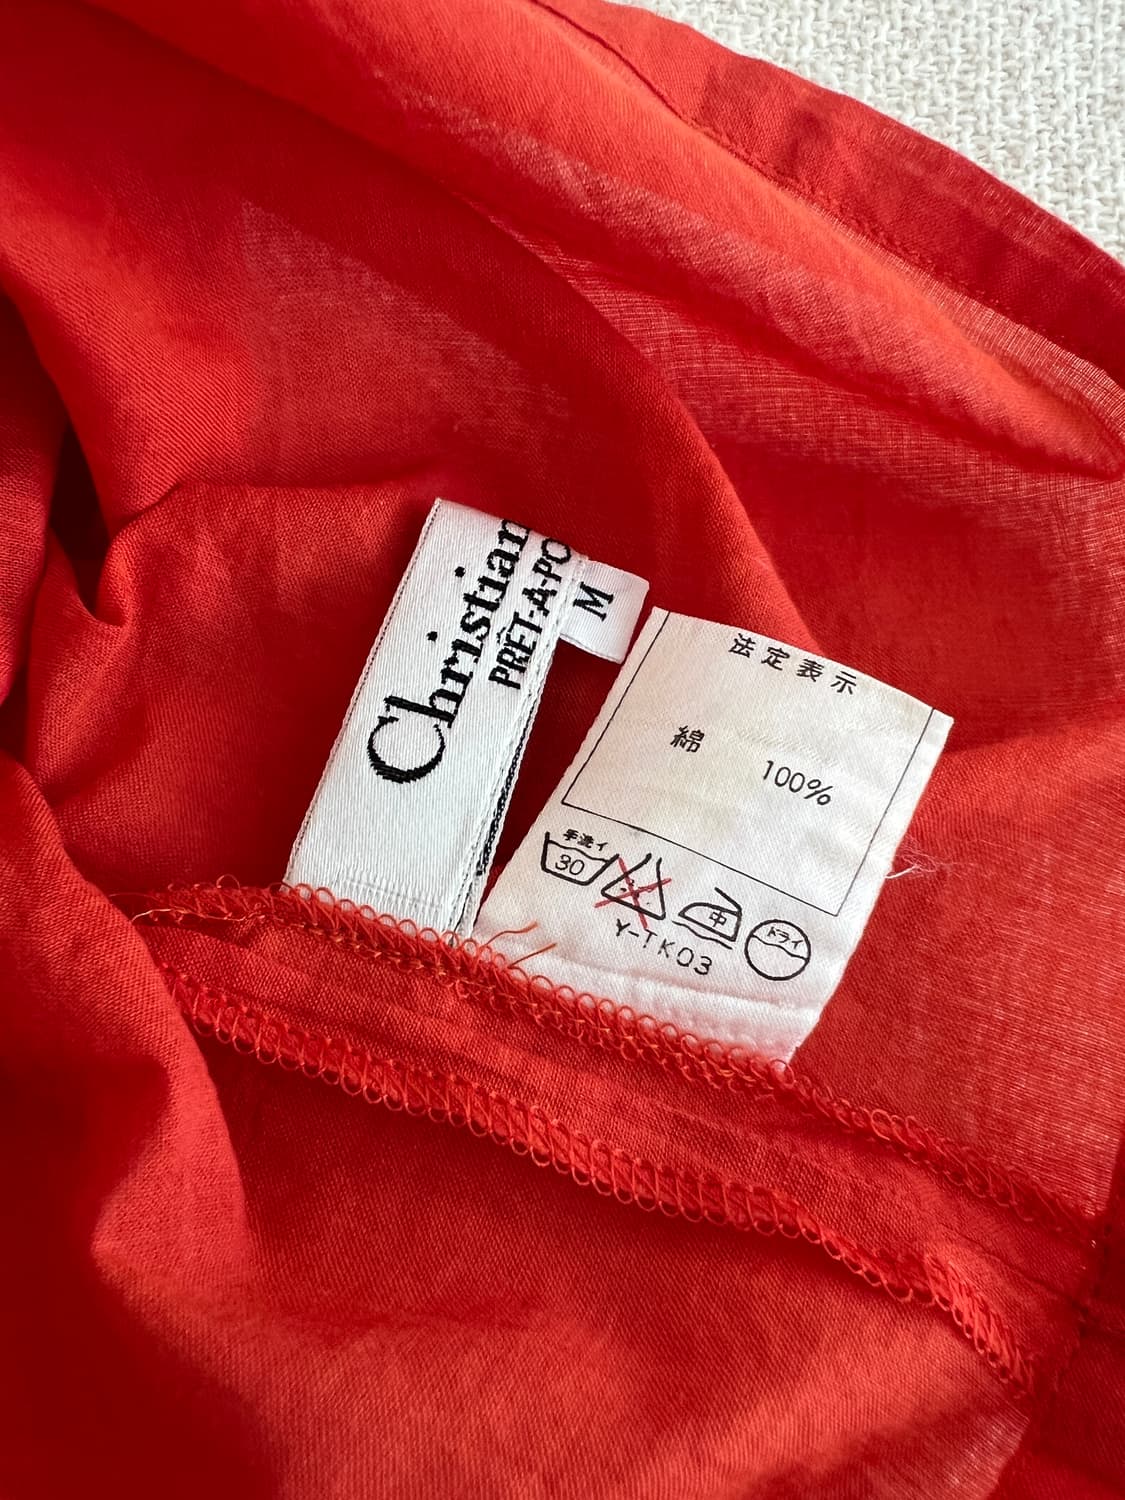 Christian
PRÊT-A-PO
M
法定表示
綿
100%
手洗イ
30
中
ドライ
Y-TK03